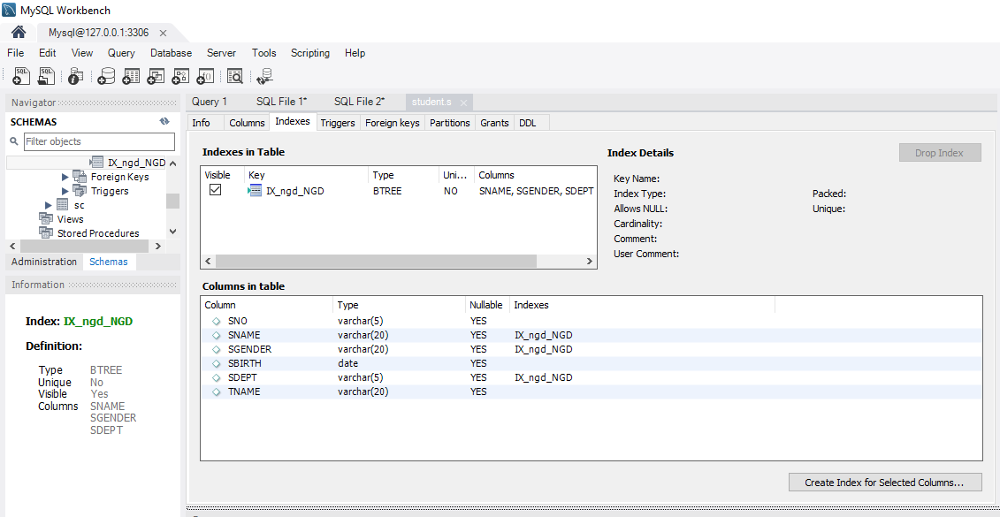 MySQL Workbench
Mysql@127.0.0.1:3306
File Edit View Query Database Server Tools Scripting Help
Navigator
SCHEMAS
Filter objects
IX_ngd_NGD
Foreign Keys
Triggers
sc
Views
Stored Procedures
Administration Schemas
Information
Index: IX_ngd_NGD
Definition:
Type BTREE
Unique No
Visible Yes
Columns SNAME
SGENDER
SDEPT
Query 1 SQL File 1* SQL File 2* student.s
Info Columns Indexes Triggers Foreign keys Partitions Grants DDL
Indexes in Table
Visible Key Type Uni... Columns
IX_ngd_NGD BTREE NO SNAME, SGENDER, SDEPT
Index Details Drop Index
Key Name:
Index Type: Packed:
Allows NULL: Unique:
Cardinality:
Comment:
User Comment:
Columns in table
Column Type Nullable Indexes
SNO varchar(5) YES
SNAME varchar(20) YES IX_ngd_NGD
SGENDER varchar(20) YES IX_ngd_NGD
SBIRTH date YES
SDEPT varchar(5) YES IX_ngd_NGD
TNAME varchar(20) YES
Create Index for Selected Columns...